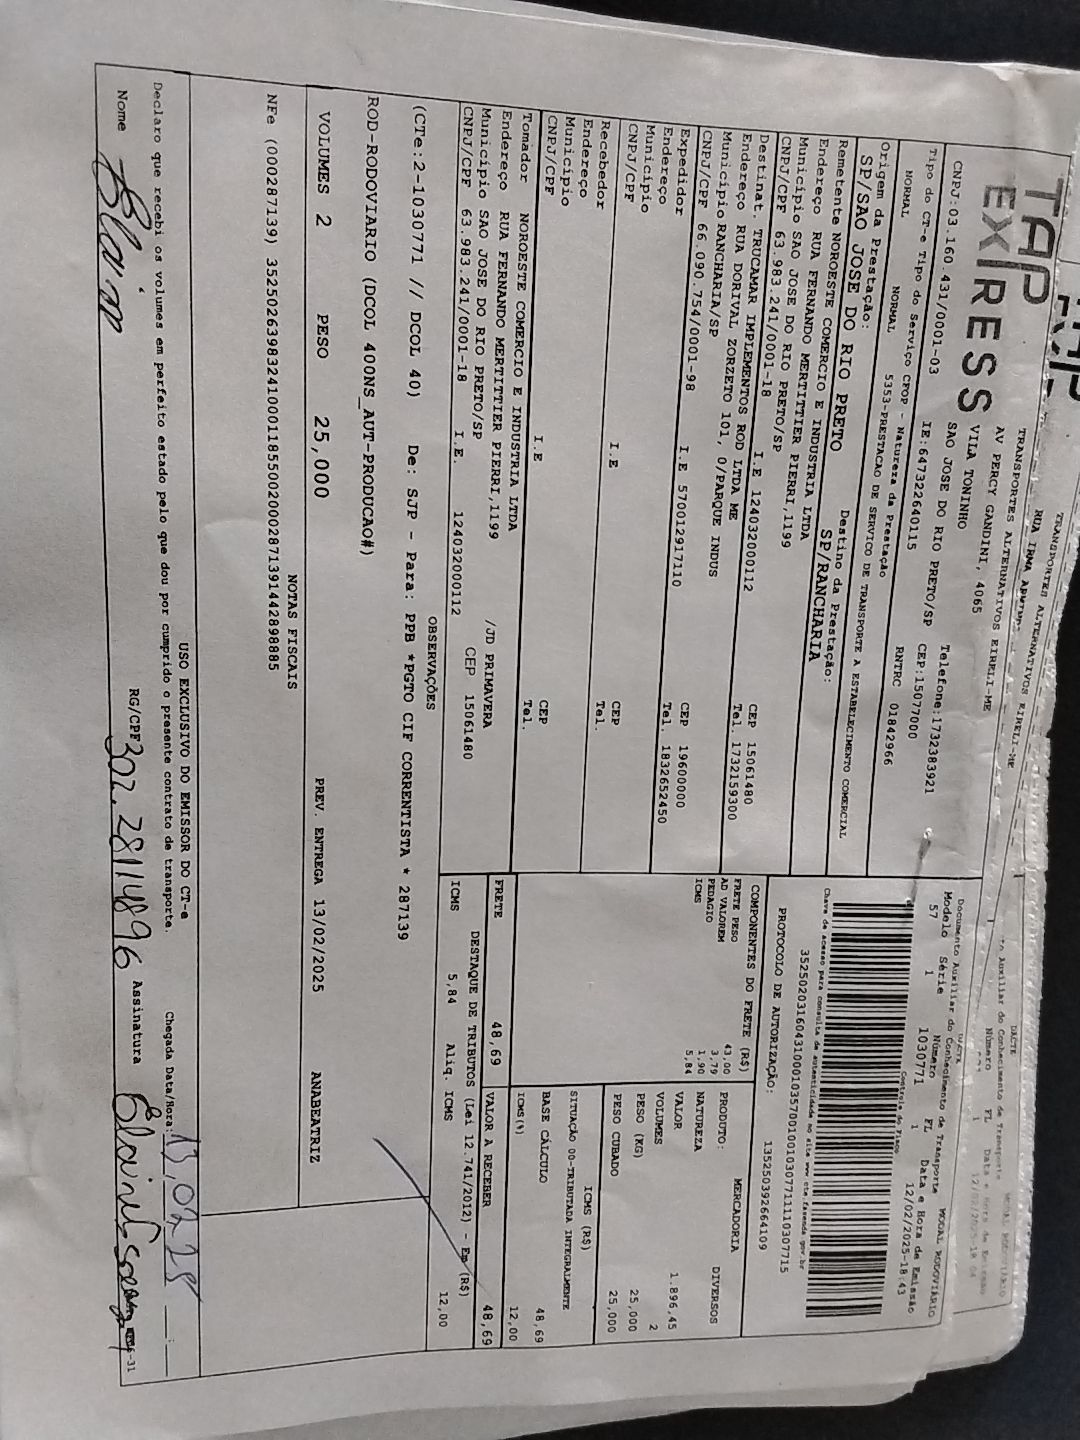 TAP
EXPRESS
TRANSPORTES ALTERNATIVOS EIRELI-ME
AV PERCY GANDINI, 4065
VILA TONINHO
SAO JOSE DO RIO PRETO/SP
Telefone:1732383921
CNPJ:03.160.431/0001-03
IE:647322640115
CEP:15077000
Tipo do CT-e Tipo do Serviço CFOP - Natureza da Prestação
RNTRC 01842966
NORMAL NORMAL 5353-PRESTACAO DE SERVICO DE TRANSPORTE A ESTABELECIMENTO COMERCIAL
Origem da Prestação: Destino da Prestação:
SP/SAO JOSE DO RIO PRETO SP/RANCHARIA
Remetente NOROESTE COMERCIO E INDUSTRIA LTDA
Endereço RUA FERNANDO MERTITTIER PIERRI,1199
Município SAO JOSE DO RIO PRETO/SP CEP 15061480
CNPJ/CPF 63.983.241/0001-18 I.E 124032000112 Tel. 1732159300
Destinat. TRUCAMAR IMPLEMENTOS ROD LTDA ME
Endereço RUA DORIVAL ZORZETO 101, 0/PARQUE INDUS
Município RANCHARIA/SP CEP 19600000
CNPJ/CPF 66.090.754/0001-98 I.E 570012917110 Tel. 1832652450
Expedidor
Endereço
Município CEP
CNPJ/CPF I.E Tel.
Recebedor
Endereço
Município CEP
CNPJ/CPF I.E Tel.
Tomador NOROESTE COMERCIO E INDUSTRIA LTDA
Endereço RUA FERNANDO MERTITTIER PIERRI,1199 /JD PRIMAVERA
Município SAO JOSE DO RIO PRETO/SP CEP 15061480
CNPJ/CPF 63.983.241/0001-18 I.E. 124032000112
Documento Auxiliar do Conhecimento de Transporte MODAL RODOVIÁRIO
Modelo Série Número FL Data e Hora de Emissão
57 1 1030771 1 12/02/2025-18:43
Controle do Fisco
Chave de acesso para consulta de autenticidade no site www.cte.fazenda.gov.br
35250203160431000103570010010307711110307715
PROTOCOLO DE AUTORIZAÇÃO: 135250392664109
COMPONENTES DO FRETE (R$)
FRETE PESO 43,00
AD VALOREM 3,79
PEDAGIO 1,90
ICMS 5,84
MERCADORIA
PRODUTO: DIVERSOS
NATUREZA
VALOR 1.896,45
VOLUMES 2
PESO (KG) 25,000
PESO CUBADO 25,000
ICMS (R$)
SITUAÇÃO 00-TRIBUTADA INTEGRALMENTE
BASE CÁLCULO 48,69
ICMS(%) 12,00
FRETE 48,69 VALOR A RECEBER 48,69
DESTAQUE DE TRIBUTOS (Lei 12.741/2012) - Em (R$)
ICMS 5,84 Aliq. ICMS 12,00
OBSERVAÇÕES
(CTe:2-1030771 // DCOL 40) De: SJP - Para: PPB *PGTO CIF CORRENTISTA * 287139
ROD-RODOVIARIO (DCOL 400NS_AUT-PRODUCAO#)
VOLUMES 2 PESO 25,000 PREV. ENTREGA 13/02/2025 ANABEATRIZ
NOTAS FISCAIS
NFe (000287139) 35250263983241000118550020002871391442898885
USO EXCLUSIVO DO EMISSOR DO CT-e
Declaro que recebi os volumes em perfeito estado pelo que dou por cumprido o presente contrato de transporte. Chegada Data/Hora:
Nome RG/CPF Assinatura